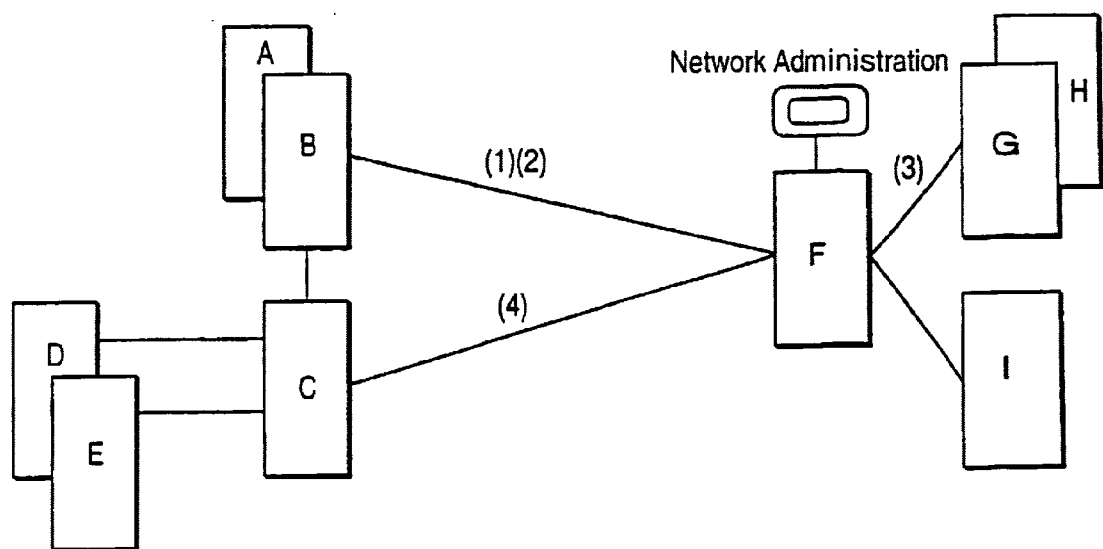 A
Network Administration
H
B
G
(1)(2)
(3)
F
(4)
D
C
I
E